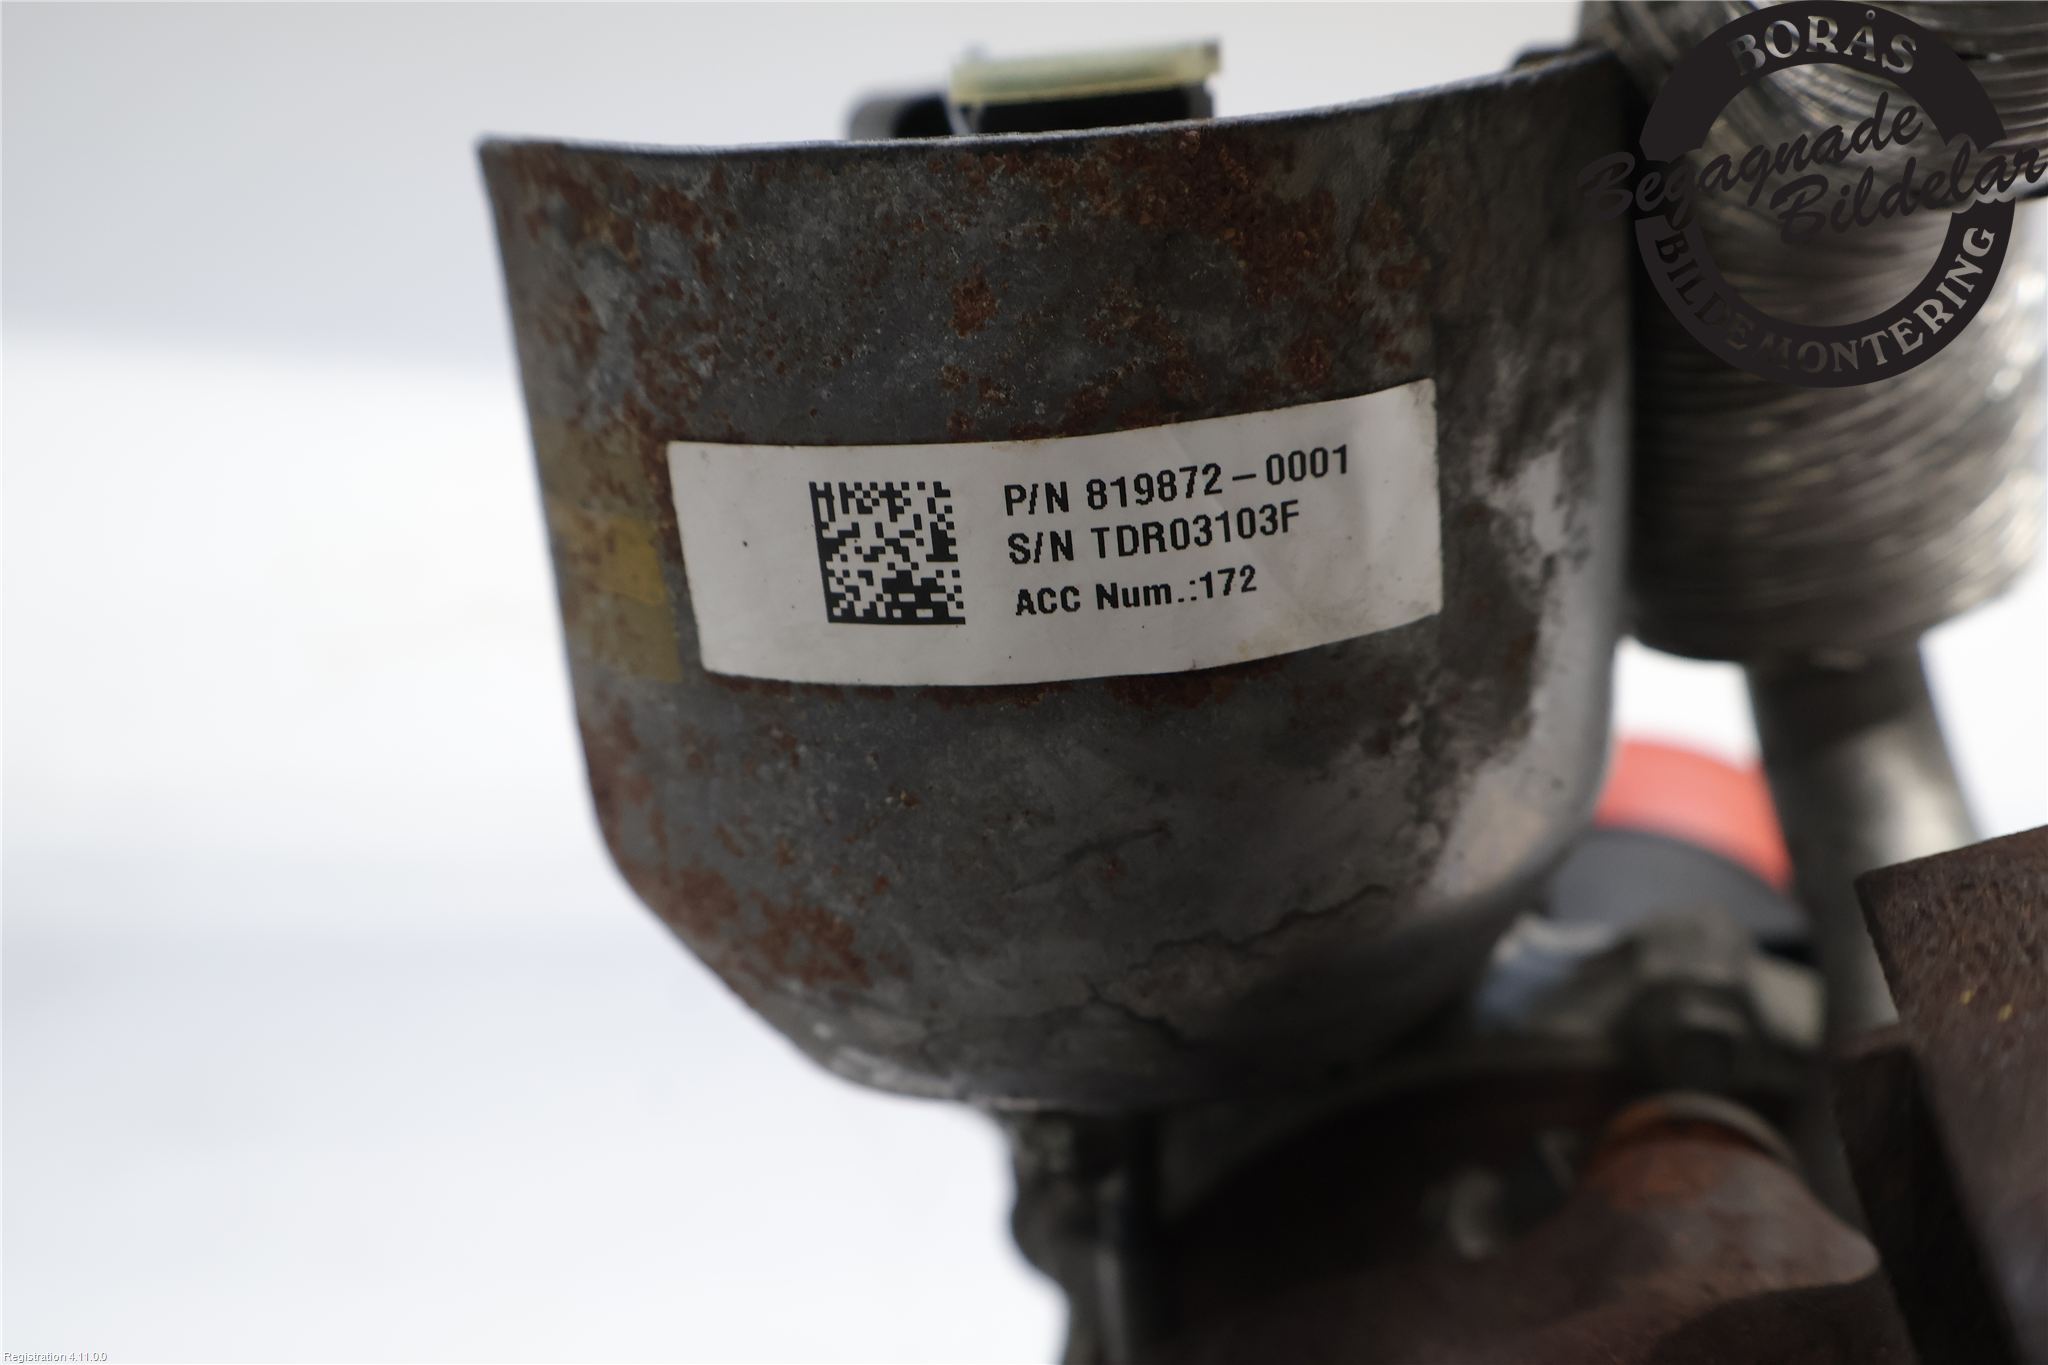 BORÅS
Begagnade
Bildelar
BILDEMONTERING
P/N 819872-0001
S/N TDR03103F
ACC Num.:172
Registration 4.11.0.0